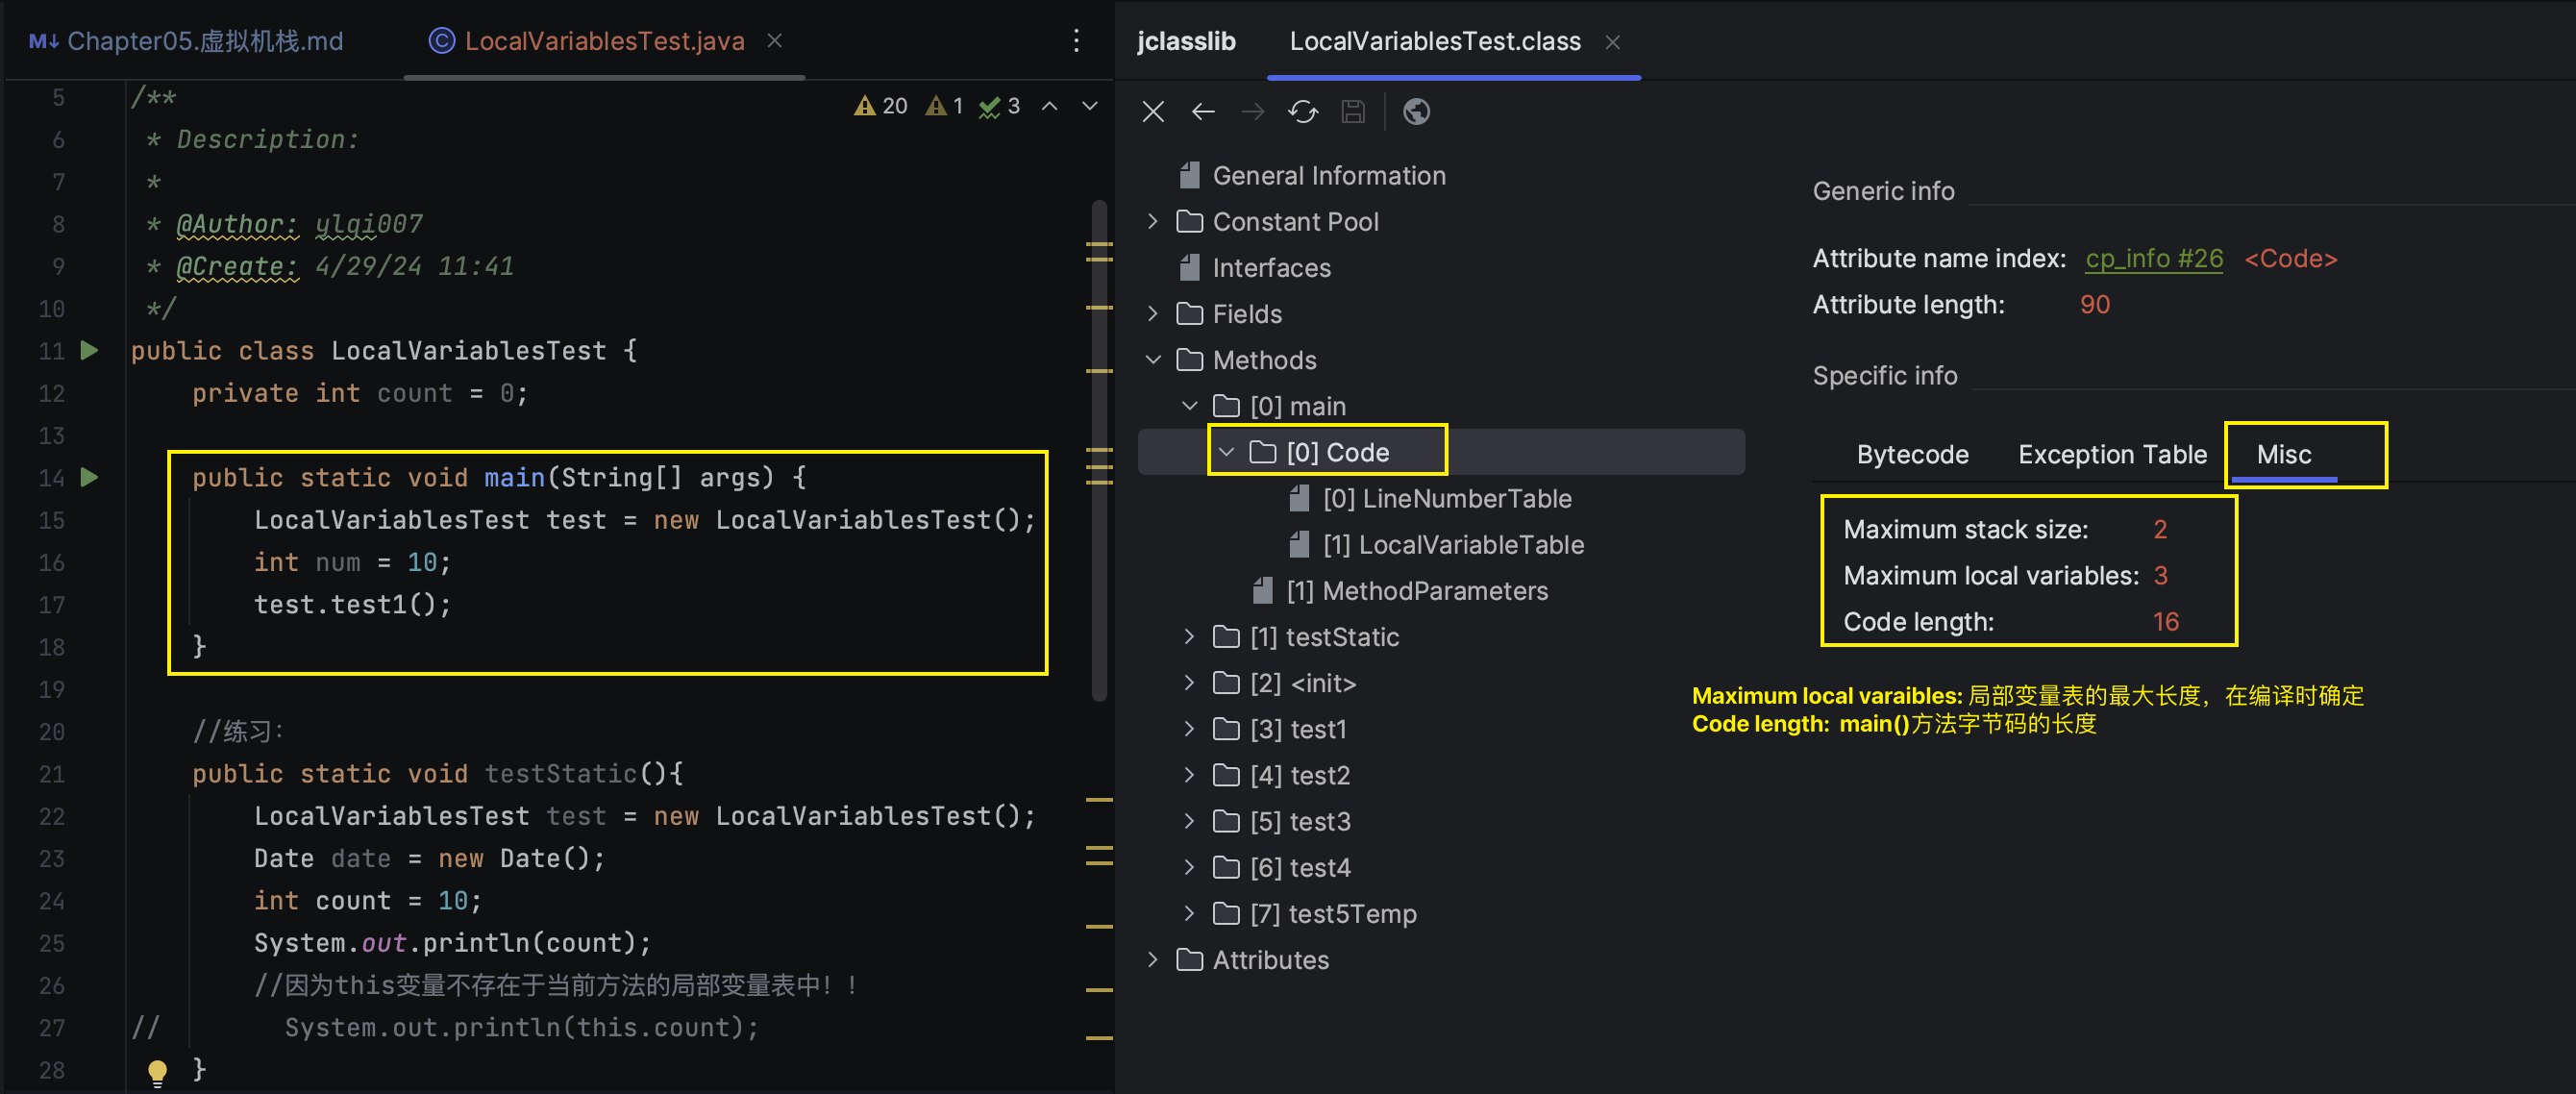 Chapter05.虚拟机栈.md
LocalVariablesTest.java
20 1 3
5 /**
6 * Description:
7 *
8 * @Author: ylqi007
9 * @Create: 4/29/24 11:41
10 */
11 public class LocalVariablesTest {
12 private int count = 0;
13
14 public static void main(String[] args) {
15 LocalVariablesTest test = new LocalVariablesTest();
16 int num = 10;
17 test.test1();
18 }
19
20 //练习：
21 public static void testStatic(){
22 LocalVariablesTest test = new LocalVariablesTest();
23 Date date = new Date();
24 int count = 10;
25 System.out.println(count);
26 //因为this变量不存在于当前方法的局部变量表中！！
27 // System.out.println(this.count);
28 }
jclasslib
LocalVariablesTest.class
General Information
Constant Pool
Interfaces
Fields
Methods
[0] main
[0] Code
[0] LineNumberTable
[1] LocalVariableTable
[1] MethodParameters
[1] testStatic
[2] <init>
[3] test1
[4] test2
[5] test3
[6] test4
[7] test5Temp
Attributes
Generic info
Attribute name index: cp_info #26 <Code>
Attribute length: 90
Specific info
Bytecode Exception Table Misc
Maximum stack size: 2
Maximum local variables: 3
Code length: 16
Maximum local varaibles: 局部变量表的最大长度，在编译时确定
Code length: main()方法字节码的长度